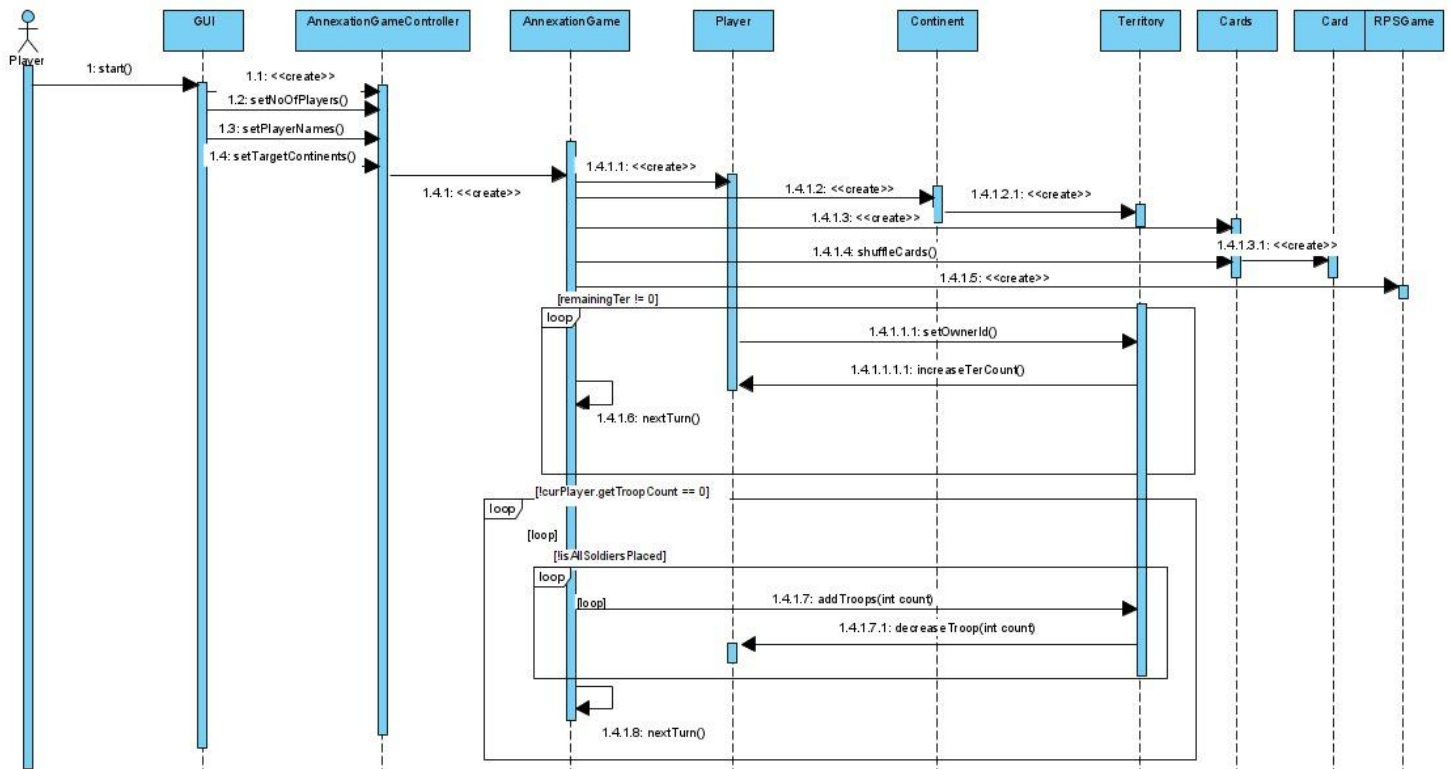 GUI
AnnexationGameController
AnnexationGame
Player
Continent
Territory
Cards
Card
RPSGame
Player
1: start()
1.1: <<create>>
1.2: setNoOfPlayers()
1.3: setPlayerNames()
1.4: setTargetContinents()
1.4.1: <<create>>
1.4.1.1: <<create>>
1.4.1.2: <<create>>
1.4.1.2.1: <<create>>
1.4.1.3: <<create>>
1.4.1.3.1: <<create>>
1.4.1.4: shuffleCards()
1.4.1.5: <<create>>
[remainingTer != 0]
loop
1.4.1.1.1: setOwnerId()
1.4.1.1.1.1: increaseTerCount()
1.4.1.6: nextTurn()
[!curPlayer.getTroopCount == 0]
loop
[loop]
[!isAllSoldiersPlaced]
loop
[loop]
1.4.1.7: addTroops(int count)
1.4.1.7.1: decreaseTroop(int count)
1.4.1.8: nextTurn()